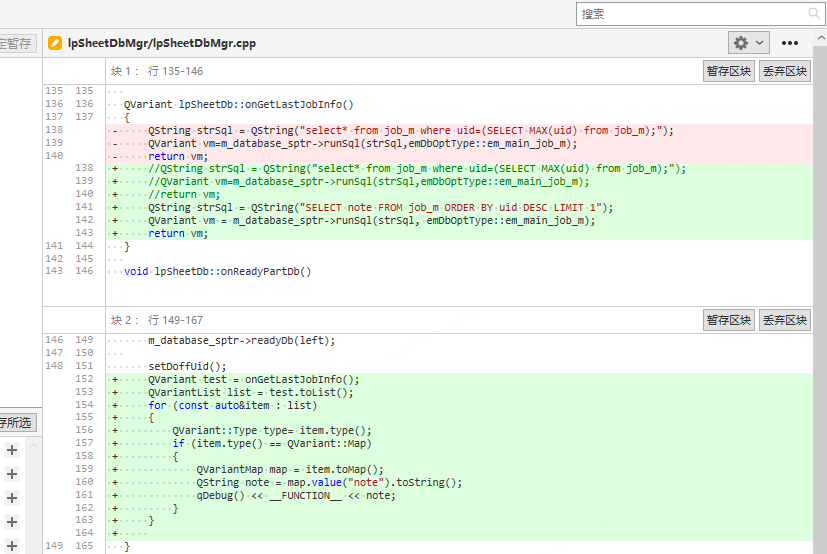 搜索
定暂存
lpSheetDbMgr/lpSheetDbMgr.cpp
块 1： 行 135-146
暂存区块 丢弃区块
135 135
136 136 QVariant lpSheetDb::onGetLastJobInfo()
137 137 {
138 - QString strSql = QString("select* from job_m where uid=(SELECT MAX(uid) from job_m);");
139 - QVariant vm=m_database_sptr->runSql(strSql,emDbOptType::em_main_job_m);
140 - return vm;
138 + //QString strSql = QString("select* from job_m where uid=(SELECT MAX(uid) from job_m);");
139 + //QVariant vm=m_database_sptr->runSql(strSql,emDbOptType::em_main_job_m);
140 + //return vm;
141 + QString strSql = QString("SELECT note FROM job_m ORDER BY uid DESC LIMIT 1");
142 + QVariant vm = m_database_sptr->runSql(strSql, emDbOptType::em_main_job_m);
143 + return vm;
141 144 }
142 145
143 146 void lpSheetDb::onReadyPartDb()
块 2： 行 149-167
暂存区块 丢弃区块
146 149 m_database_sptr->readyDb(left);
147 150
148 151 setDoffUid();
152 + QVariant test = onGetLastJobInfo();
153 + QVariantList list = test.toList();
154 + for (const auto&item : list)
155 + {
156 + QVariant::Type type= item.type();
157 + if (item.type() == QVariant::Map)
158 + {
159 + QVariantMap map = item.toMap();
160 + QString note = map.value("note").toString();
161 + qDebug() << __FUNCTION__ << note;
162 + }
163 + }
164 +
149 165 }
存所选